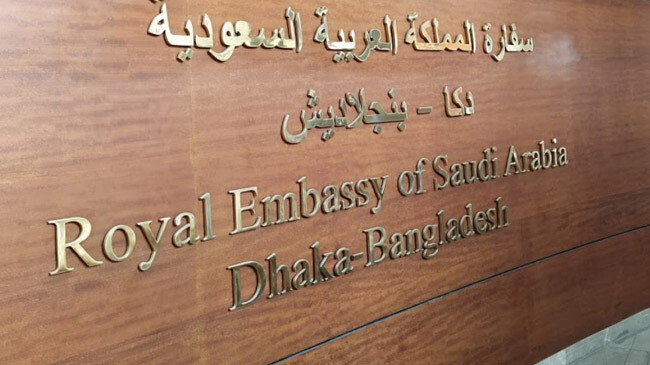 سفارة المملكة العربية السعودية
دكا - بنجلاديش
Royal Embassy of Saudi Arabia
Dhaka-Bangladesh